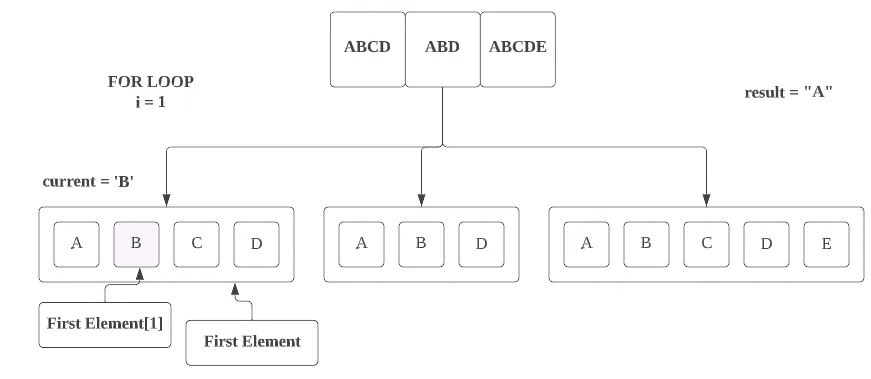 ABCD ABD ABCDE
FOR LOOP
i = 1
result = "A"
current = 'B'
A B C D
A B D
A B C D E
First Element[1]
First Element